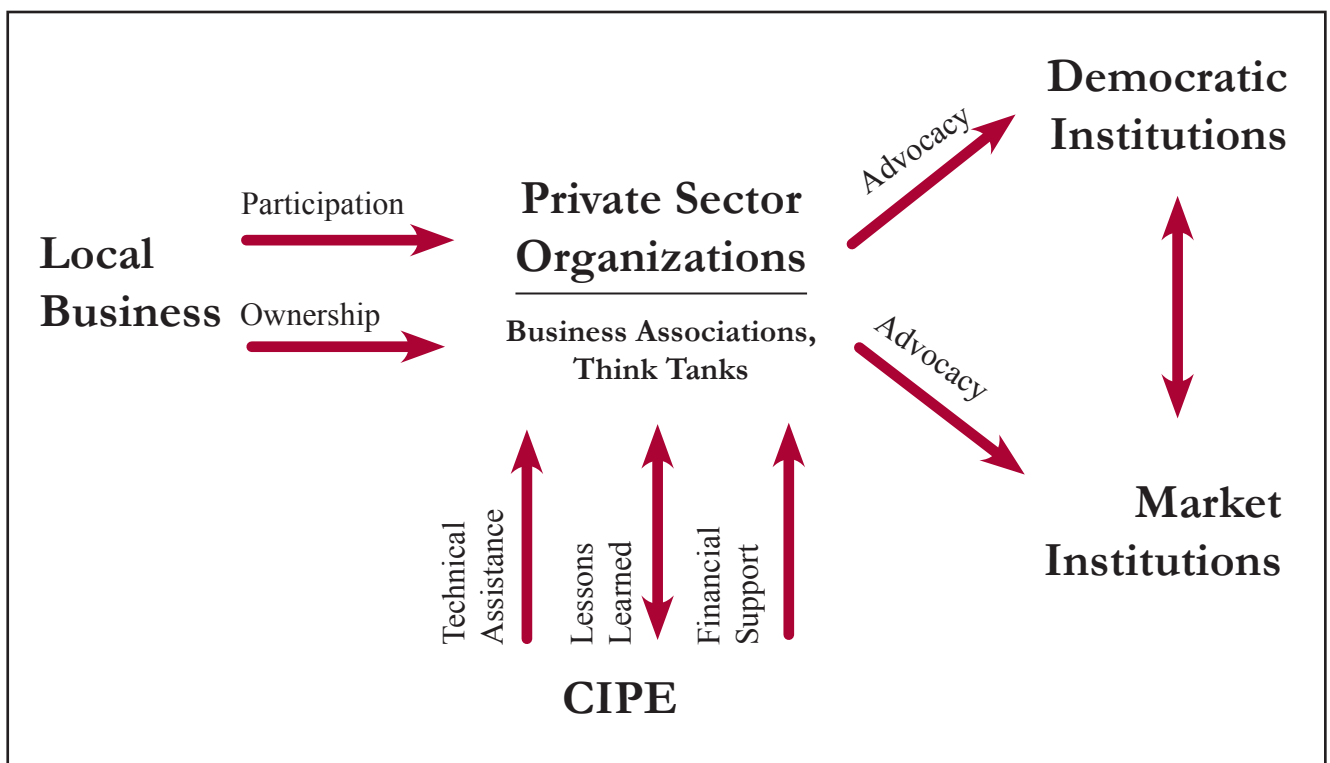 Local
Business
Participation
Ownership
Private Sector
Organizations
Business Associations,
Think Tanks
Advocacy
Advocacy
Democratic
Institutions
Market
Institutions
Technical
Assistance
Lessons
Learned
Financial
Support
CIPE